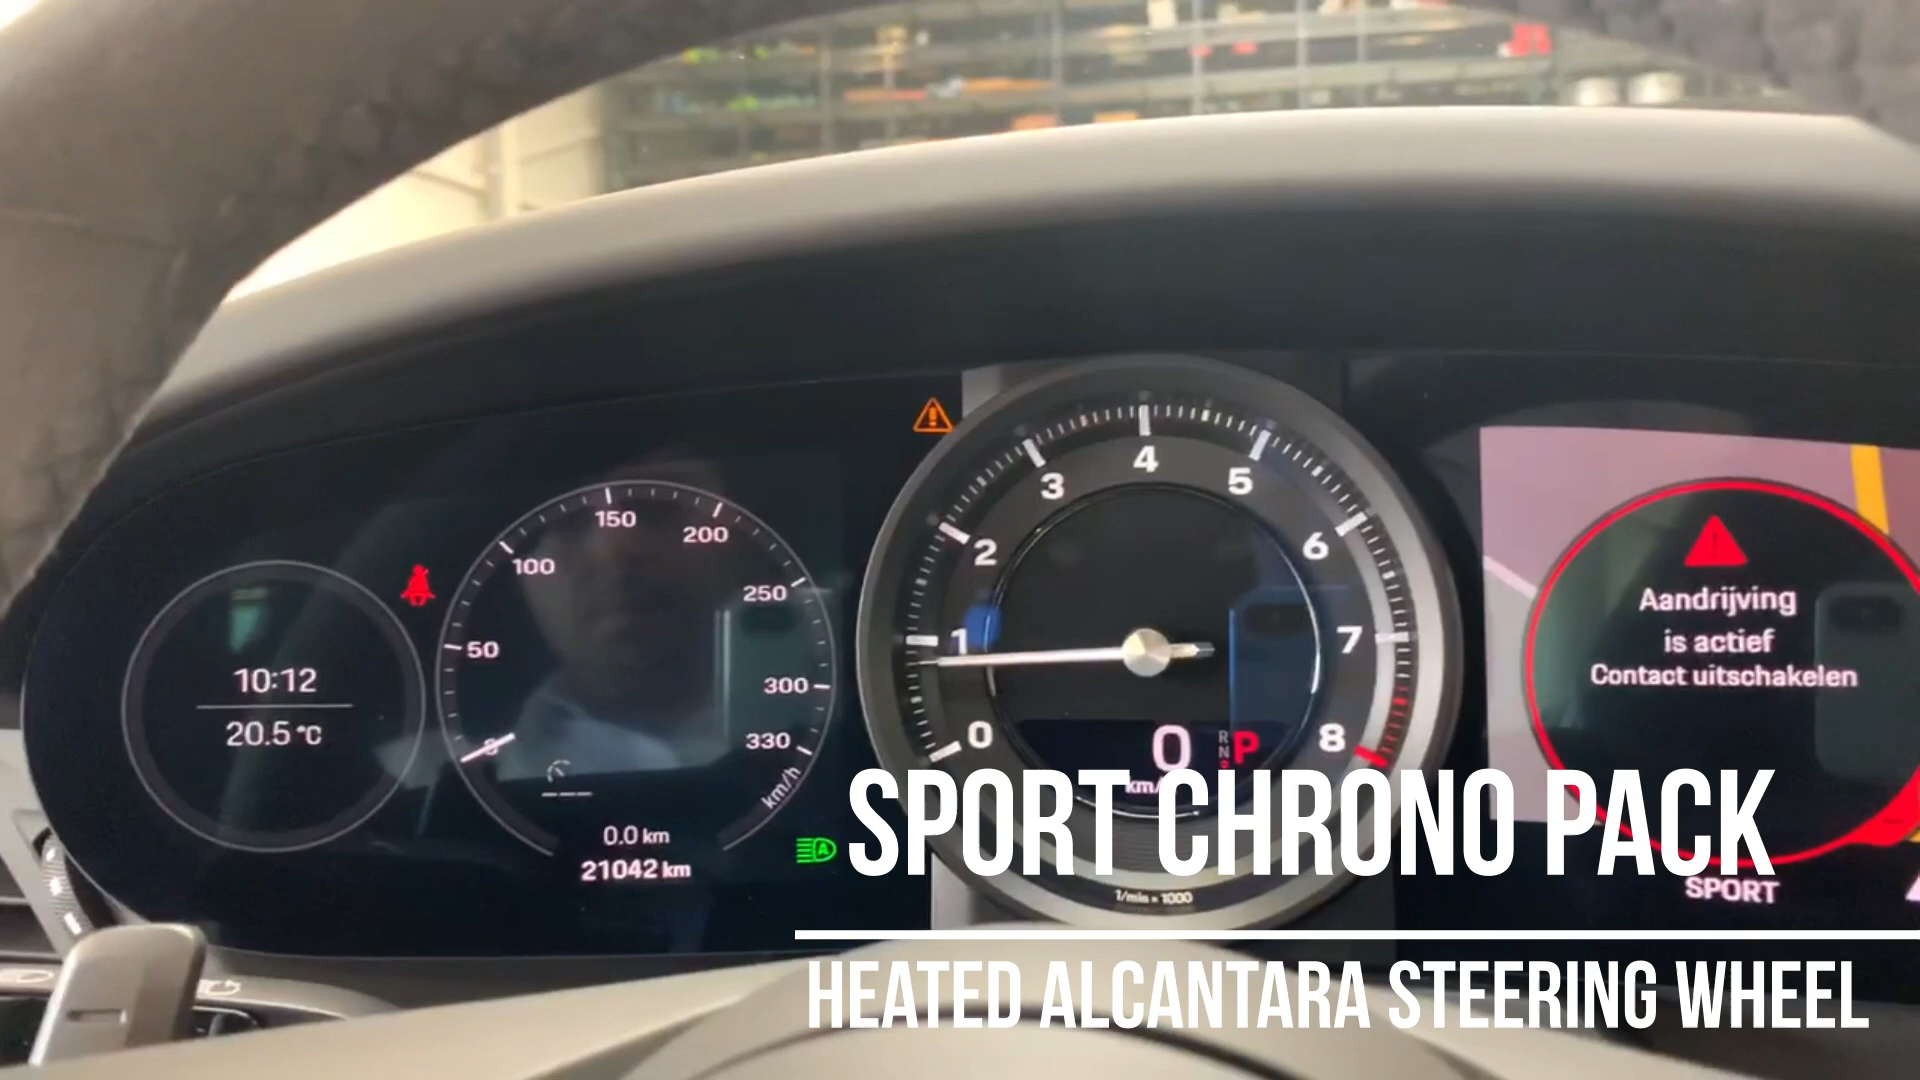 10:12
20.5 °C
0
50
100
150
200
250
300
330
km/h
0.0 km
21042 km
A
0
1
2
3
4
5
6
7
8
0
km/
R
N
P
1/min = 1000
Aandrijving
is actief
Contact uitschakelen
SPORT
SPORT CHRONO PACK
HEATED ALCANTARA STEERING WHEEL